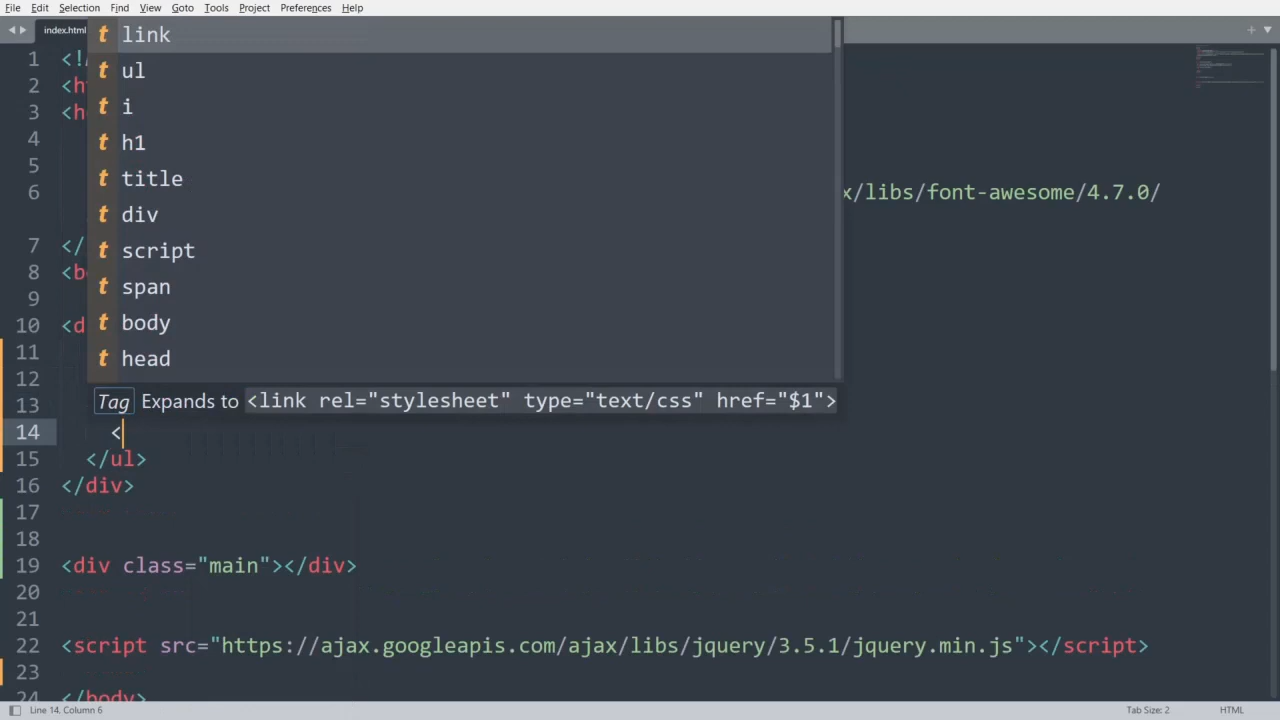 File Edit Selection Find View Goto Tools Project Preferences Help
index.html
link
ul
i
h1
title
div
script
span
body
head
Tag Expands to <link rel="stylesheet" type="text/css" href="$1">
1 <!
2 <h
3 <h
4
5
6 x/libs/font-awesome/4.7.0/
7 </
8 <b
9
10 <d
11
12
13
14 <
15 </ul>
16 </div>
17
18
19 <div class="main"></div>
20
21
22 <script src="https://ajax.googleapis.com/ajax/libs/jquery/3.5.1/jquery.min.js"></script>
23
24 </body>
Line 14, Column 6 Tab Size: 2 HTML